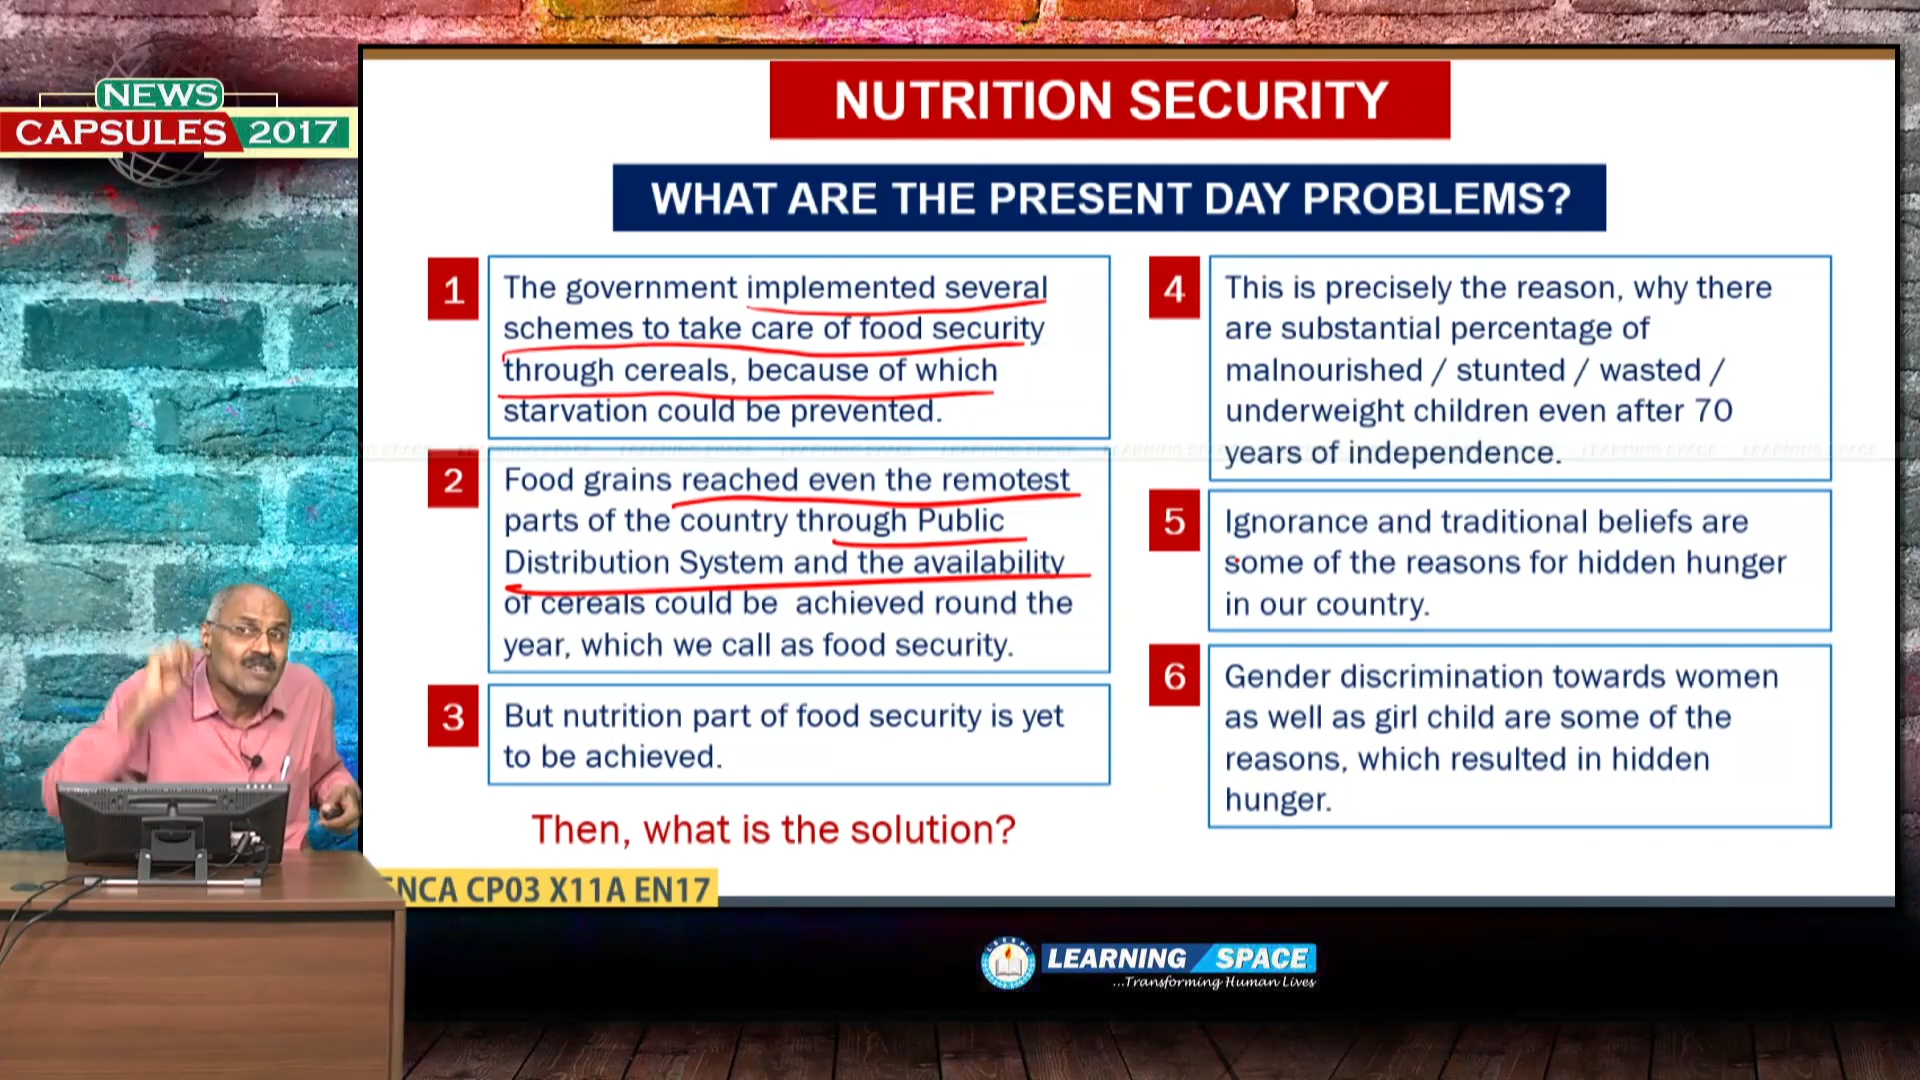 NEWS
CAPSULES 2017
NUTRITION SECURITY
WHAT ARE THE PRESENT DAY PROBLEMS?
1
The government implemented several
schemes to take care of food security
through cereals, because of which
starvation could be prevented.
2
Food grains reached even the remotest
parts of the country through Public
Distribution System and the availability
of cereals could be achieved round the
year, which we call as food security.
3
But nutrition part of food security is yet
to be achieved.
Then, what is the solution?
4
This is precisely the reason, why there
are substantial percentage of
malnourished / stunted / wasted /
underweight children even after 70
years of independence.
5
Ignorance and traditional beliefs are
some of the reasons for hidden hunger
in our country.
6
Gender discrimination towards women
as well as girl child are some of the
reasons, which resulted in hidden
hunger.
NCA CP03 X11A EN17
LEARNING SPACE
...Transforming Human Lives